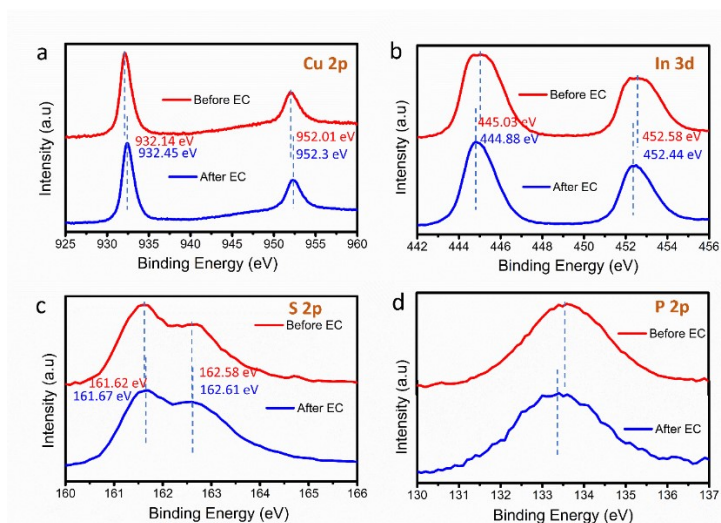 a
Cu 2p
Before EC
932.14 eV
952.01 eV
932.45 eV
952.3 eV
After EC
Intensity (a.u)
925 930 935 940 945 950 955 960
Binding Energy (eV)
b
In 3d
Before EC
445.03 eV
444.88 eV
452.58 eV
452.44 eV
After EC
Intensity (a.u)
442 444 446 448 450 452 454 456
Binding Energy (eV)
c
S 2p
Before EC
162.58 eV
161.62 eV
162.61 eV
161.67 eV
After EC
Intensity (a.u)
160 161 162 163 164 165 166
Binding Energy (eV)
d
P 2p
Before EC
After EC
Intensity (a.u)
130 131 132 133 134 135 136 137
Binding Energy (eV)